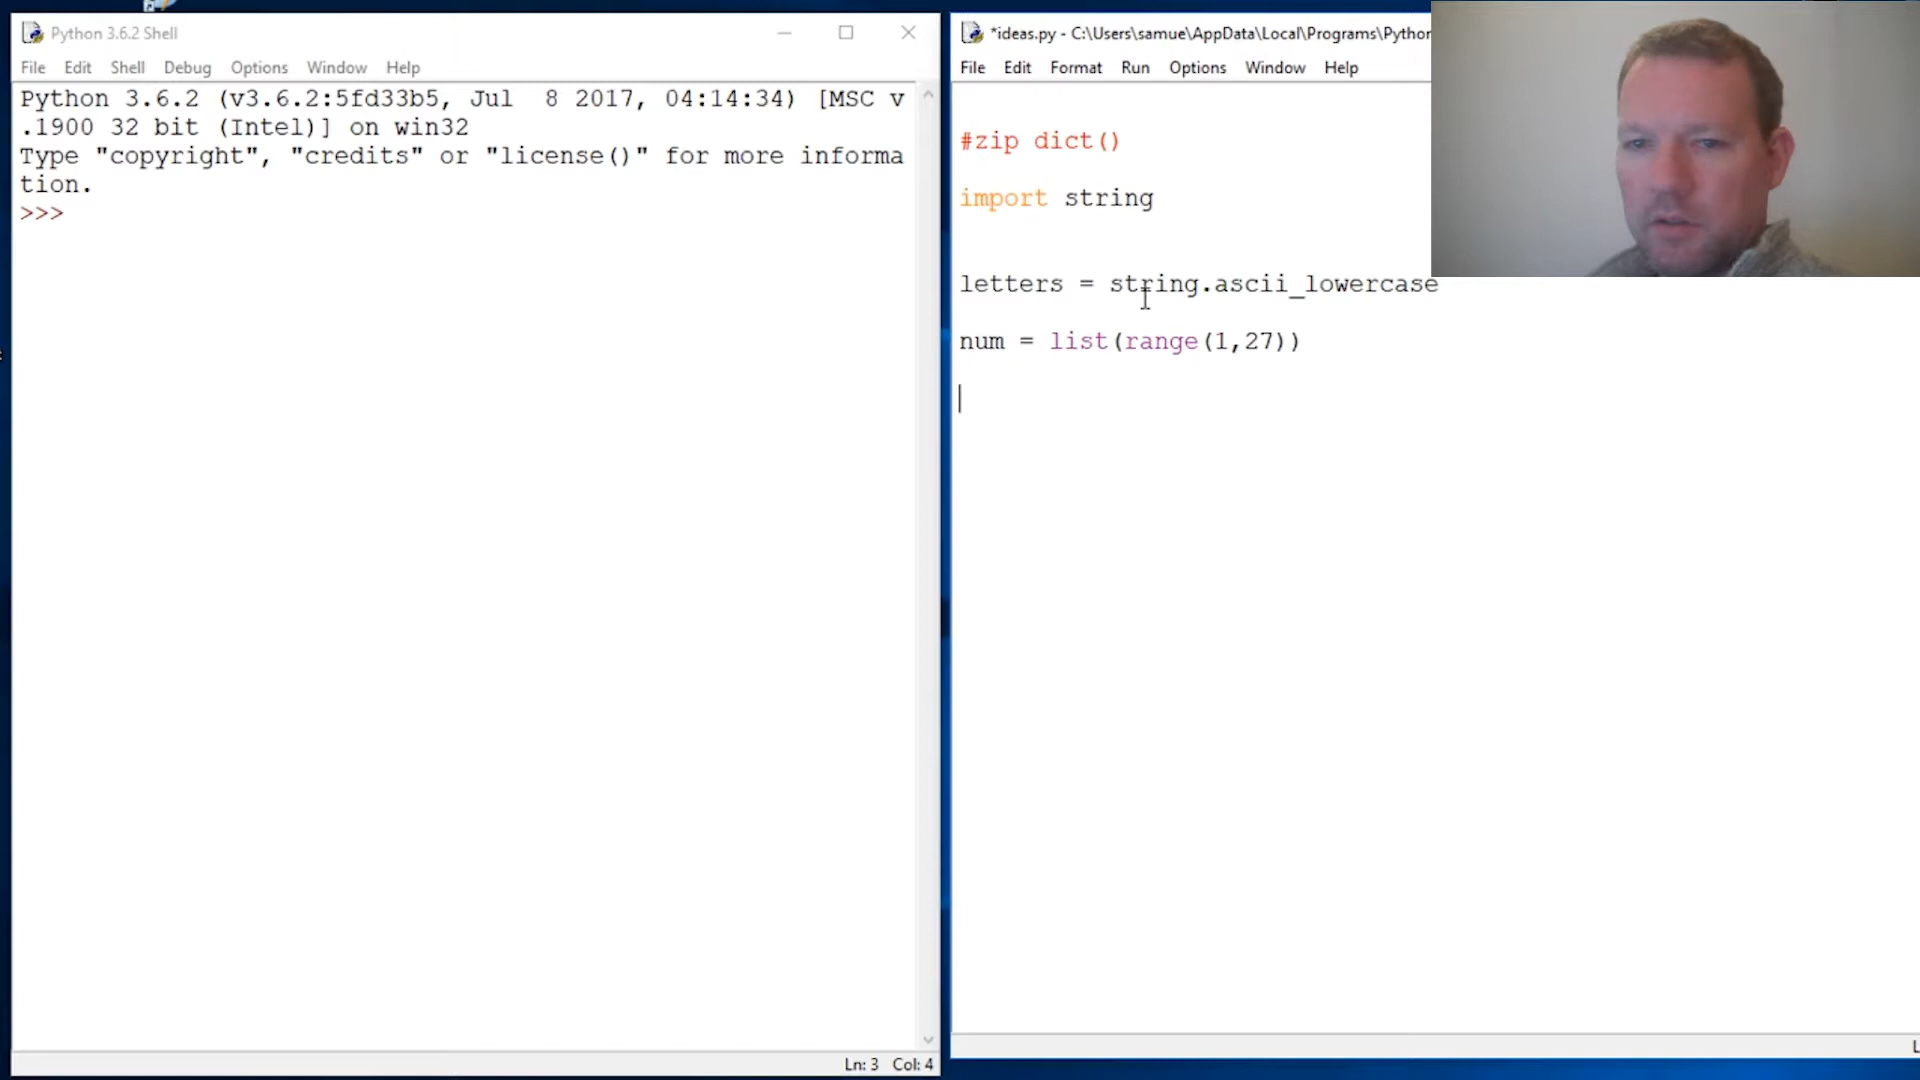 Python 3.6.2 Shell
File Edit Shell Debug Options Window Help
Python 3.6.2 (v3.6.2:5fd33b5, Jul  8 2017, 04:14:34) [MSC v
.1900 32 bit (Intel)] on win32
Type "copyright", "credits" or "license()" for more informa
tion.
>>>
Ln: 3 Col: 4
*ideas.py - C:\Users\samue\AppData\Local\Programs\Python
File Edit Format Run Options Window Help
#zip dict()
import string
letters = string.ascii_lowercase
num = list(range(1,27))